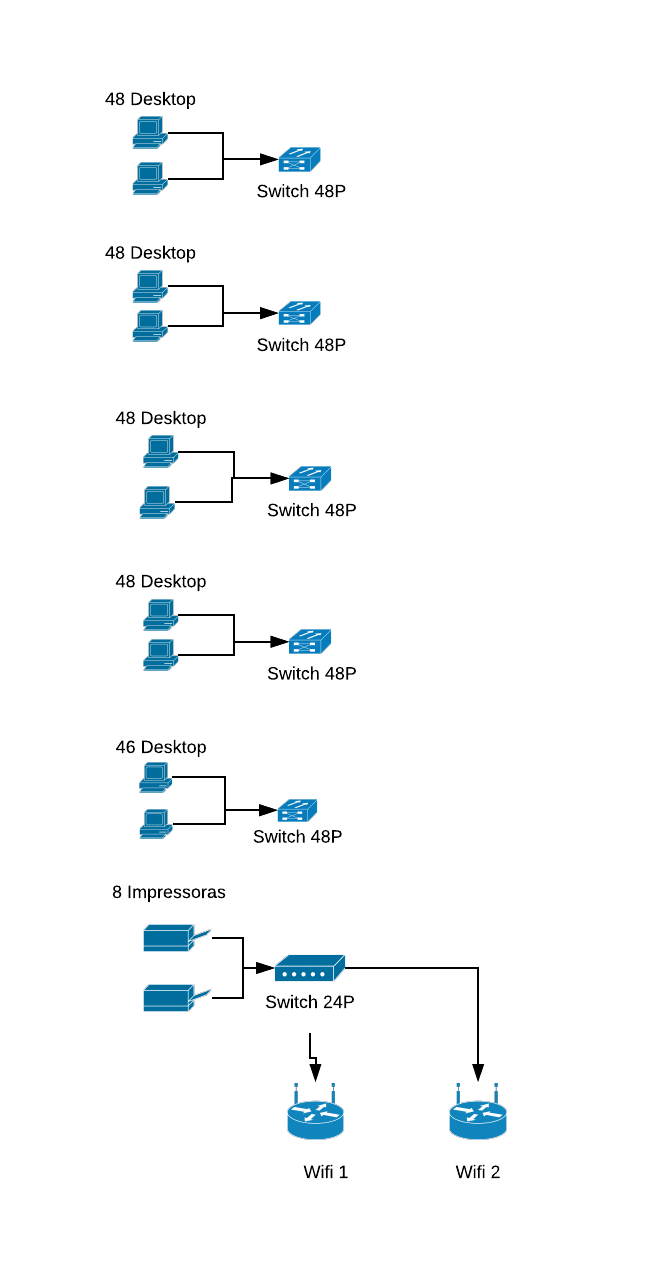 48 Desktop
Switch 48P
48 Desktop
Switch 48P
48 Desktop
Switch 48P
48 Desktop
Switch 48P
46 Desktop
Switch 48P
8 Impressoras
Switch 24P
Wifi 1
Wifi 2